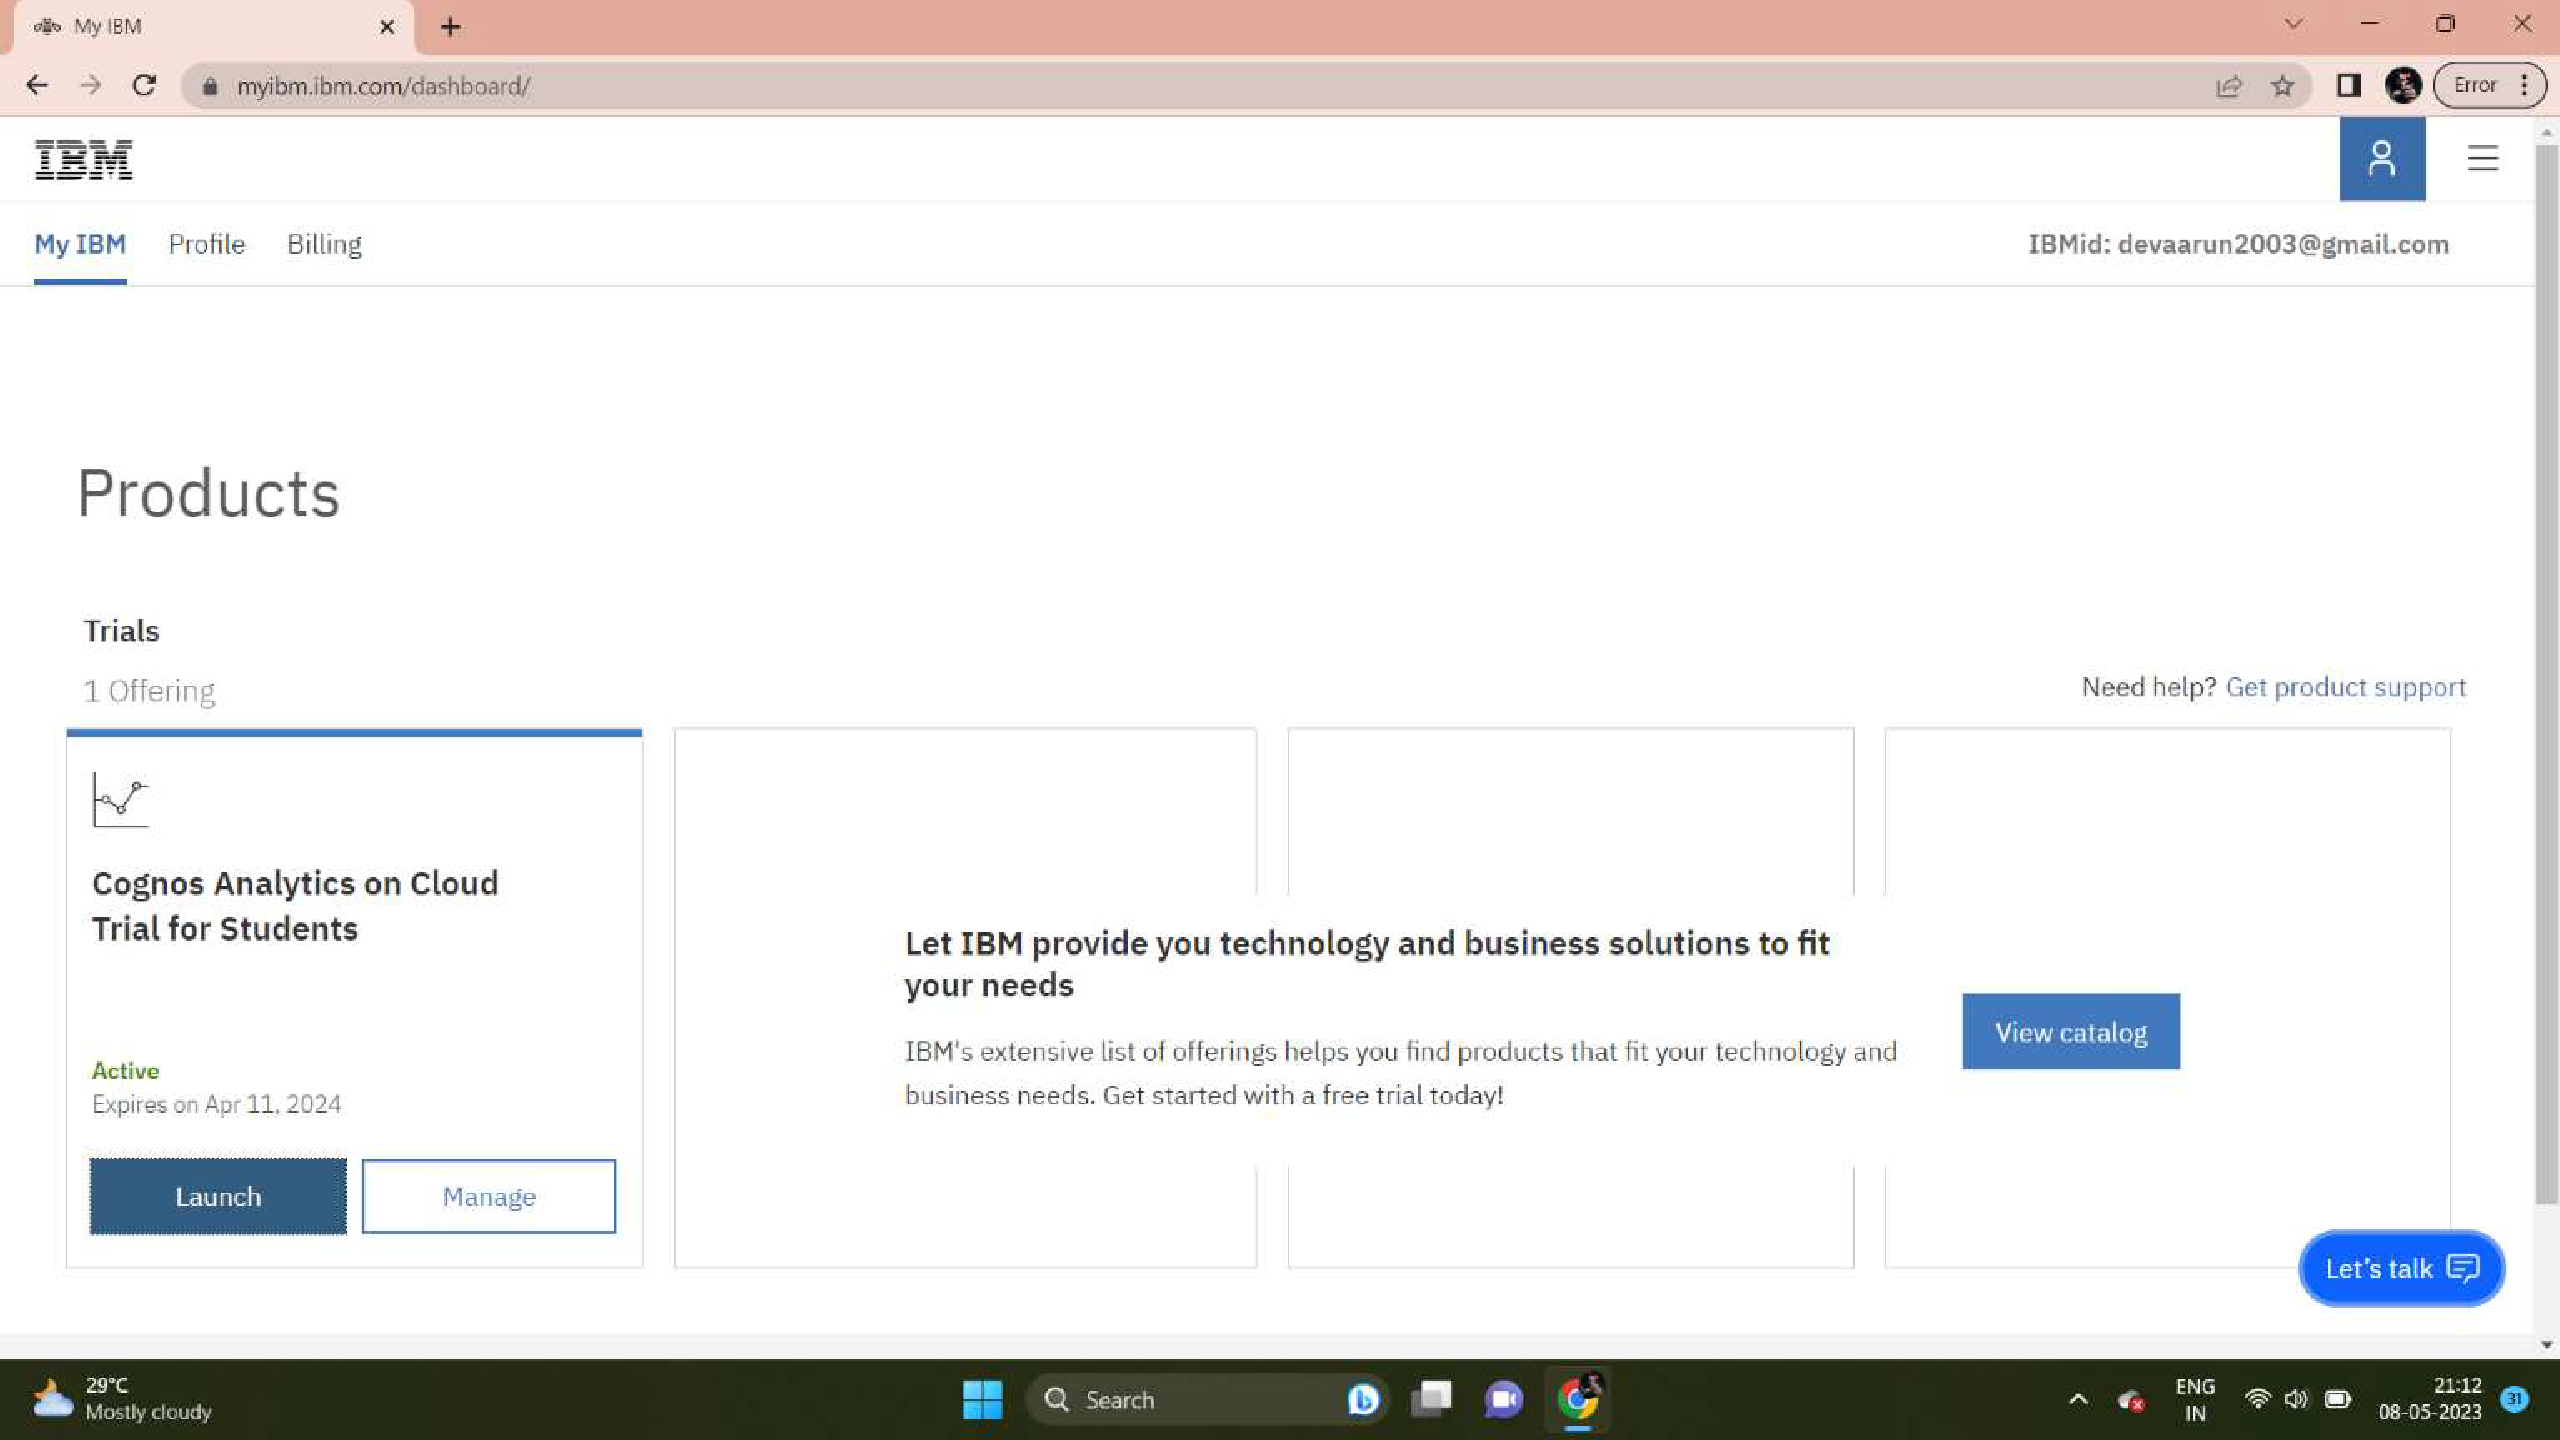 My IBM
myibm.ibm.com/dashboard/
Error
IBM
My IBM
Profile
Billing
IBMid: devaarun2003@gmail.com
Products
Trials
1 Offering
Need help? Get product support
Cognos Analytics on Cloud
Trial for Students
Active
Expires on Apr 11, 2024
Launch
Manage
Let IBM provide you technology and business solutions to fit
your needs
IBM's extensive list of offerings helps you find products that fit your technology and
business needs. Get started with a free trial today!
View catalog
Let's talk
29°C
Mostly cloudy
Search
ENG
IN
21:12
08-05-2023
31